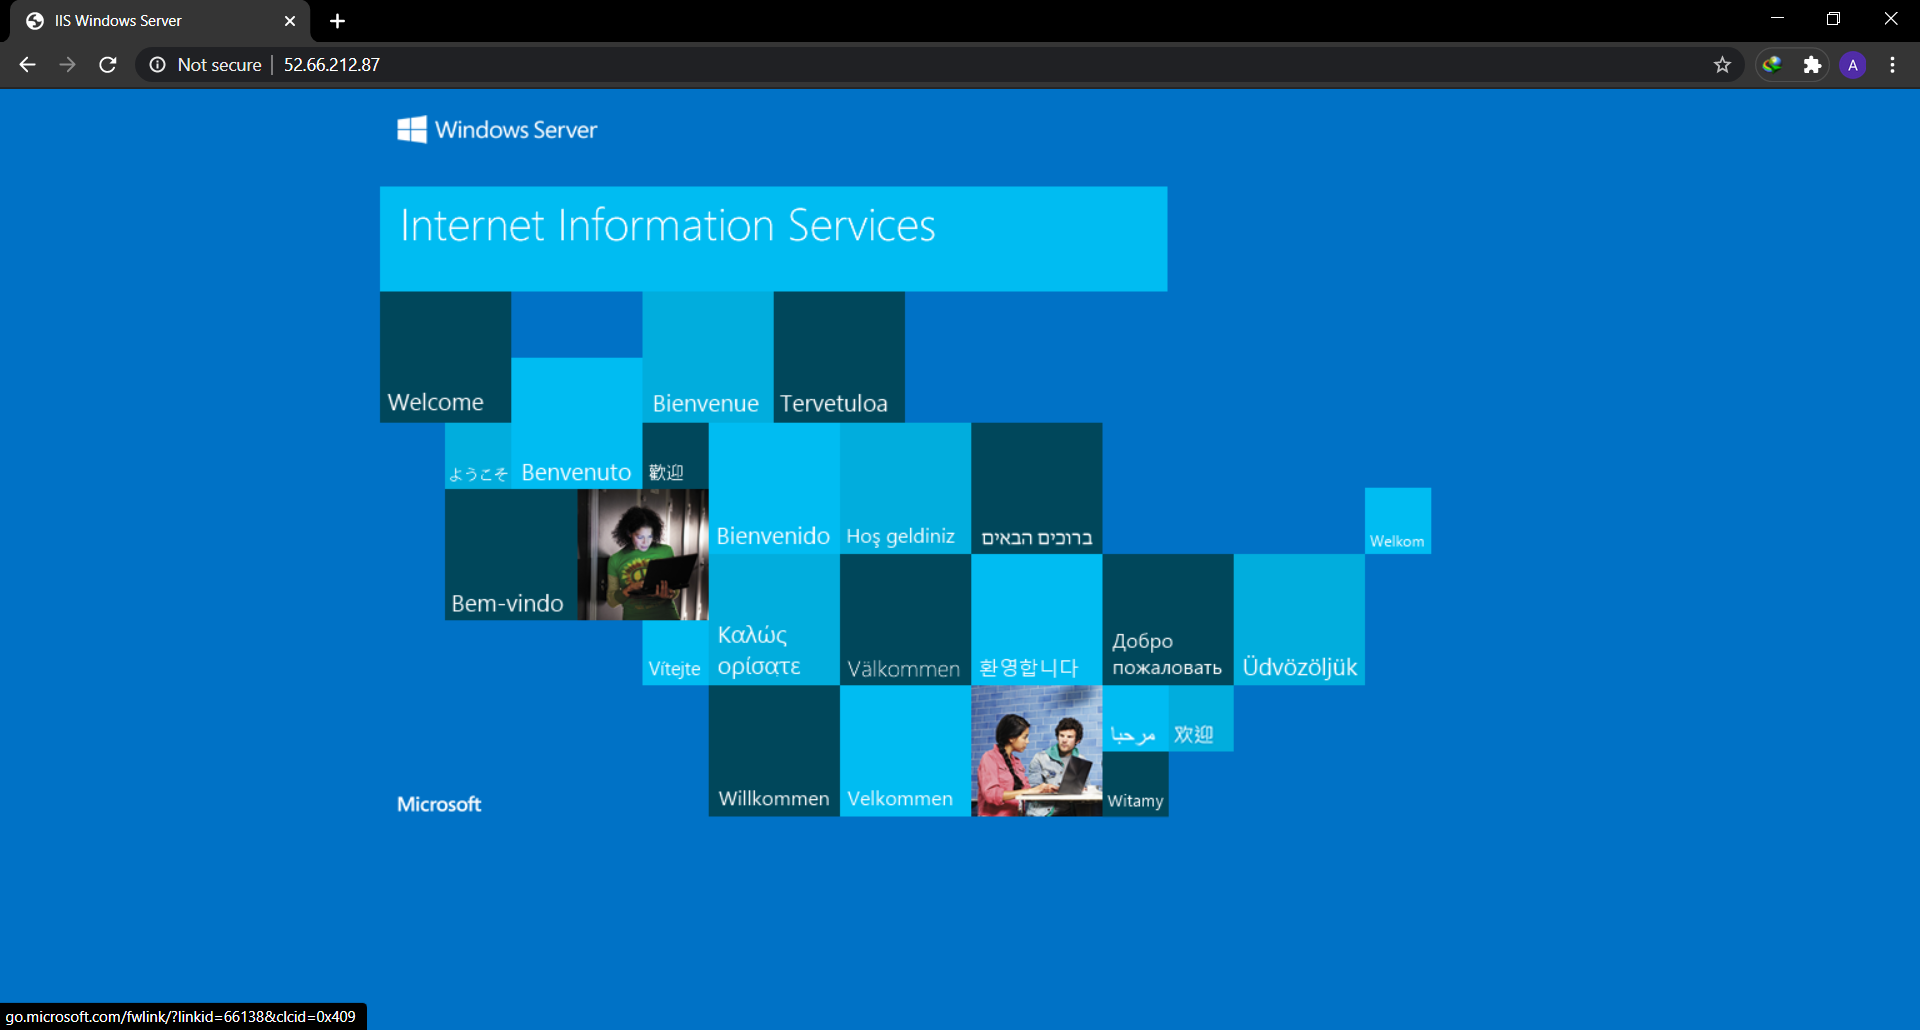 IIS Windows Server
Not secure
52.66.212.87
A
Windows Server
Internet Information Services
Welcome
Bienvenue
Tervetuloa
ようこそ
Benvenuto
歡迎
Bienvenido
Hoş geldiniz
ברוכים הבאים
Welkom
Bem-vindo
Vítejte
Καλώς
ορίσατε
Välkommen
환영합니다
Добро
пожаловать
Üdvözöljük
مرحبا
欢迎
Willkommen
Velkommen
Witamy
Microsoft
go.microsoft.com/fwlink/?linkid=66138&clcid=0x409